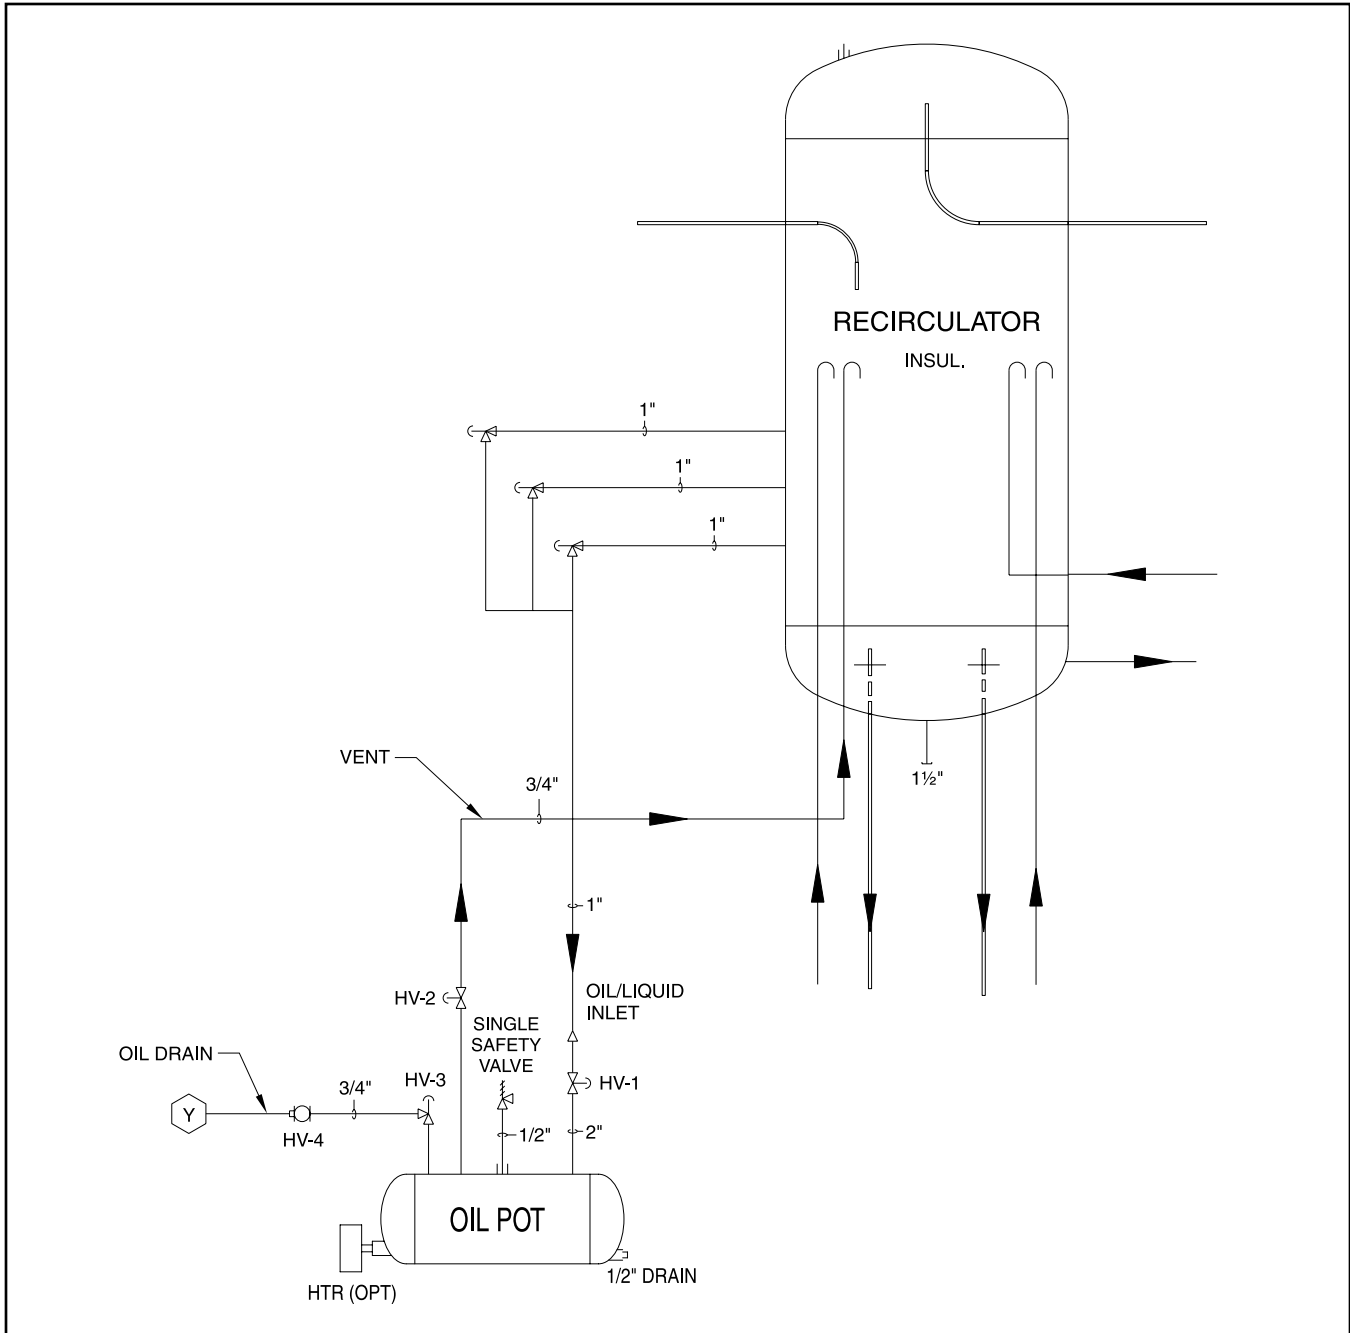 RECIRCULATOR
INSUL.
1"
1"
1"
VENT
3/4"
1½"
1"
HV-2
OIL/LIQUID
INLET
SINGLE
SAFETY
VALVE
OIL DRAIN
HV-3
HV-1
3/4"
Y
HV-4
1/2"
2"
OIL POT
1/2" DRAIN
HTR (OPT)